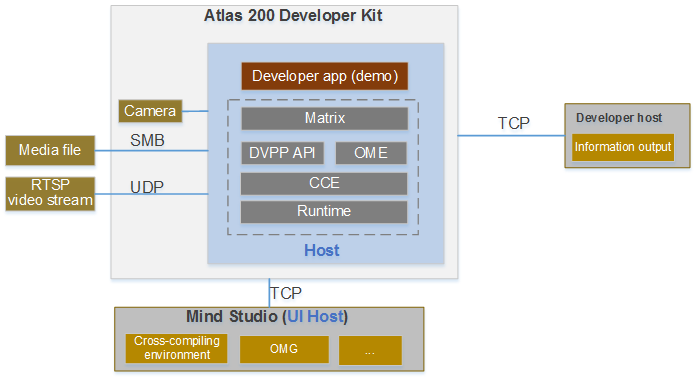 Atlas 200 Developer Kit
Developer app (demo)
Camera
Matrix
TCP
Developer host
Media file
SMB
DVPP API
OME
Information output
RTSP
video stream
UDP
CCE
Runtime
Host
TCP
Mind Studio (UI Host)
Cross-compiling
environment
OMG
...